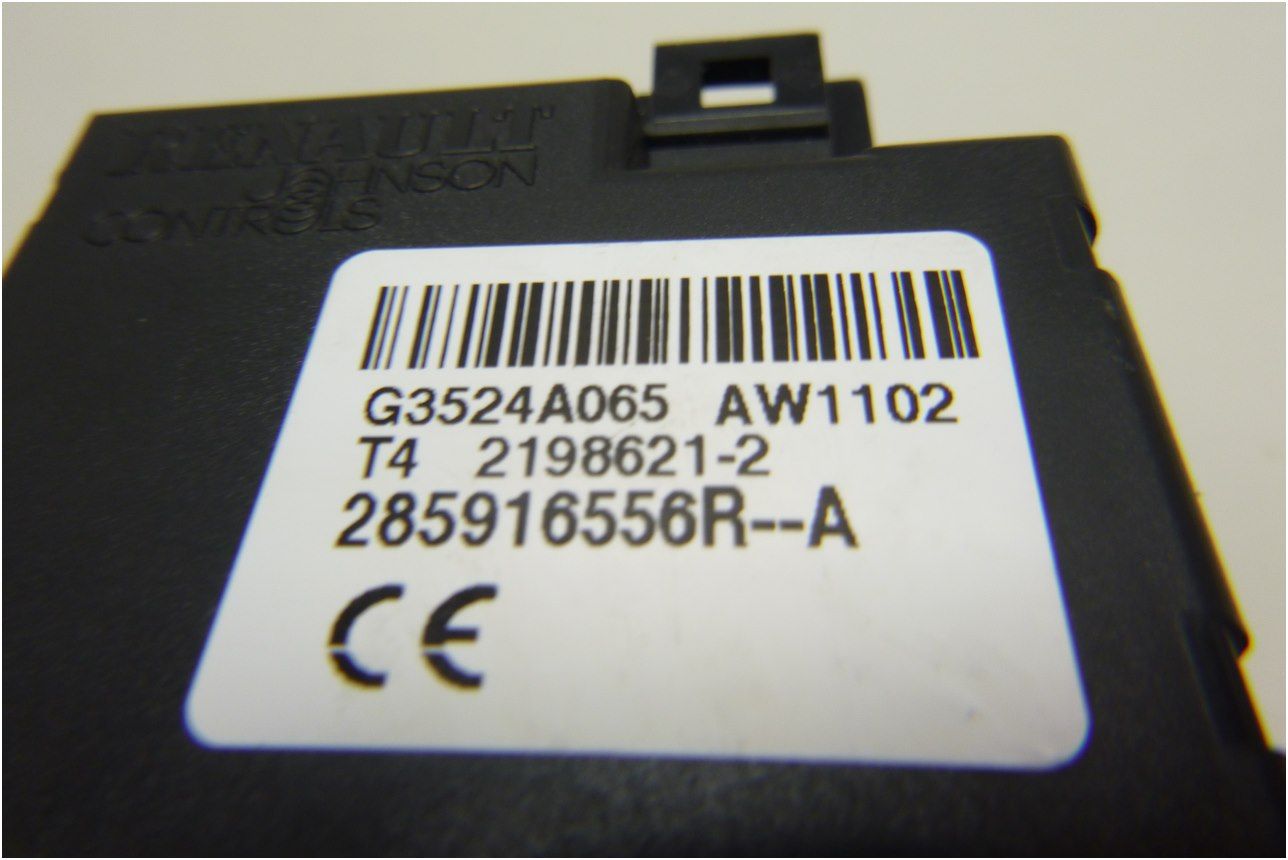 RENAULT
JOHNSON
CONTROLS
G3524A065 AW1102
T4 2198621-2
285916556R--A
CE